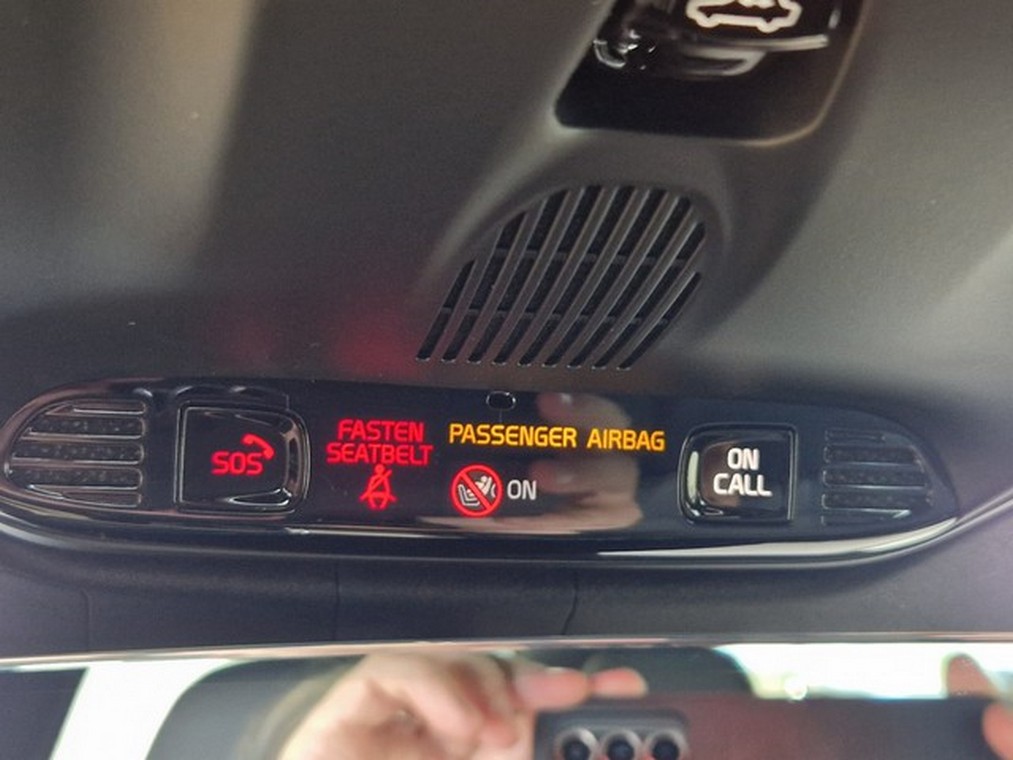 SOS
FASTEN
SEATBELT
PASSENGER AIRBAG
ON
ON
CALL